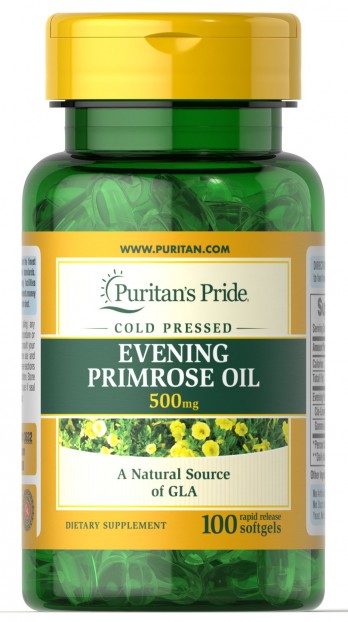 WWW.PURITAN.COM
Puritan's Pride®
COLD PRESSED
EVENING
PRIMROSE OIL
500mg
A Natural Source
of GLA
DIETARY SUPPLEMENT
100 rapid release
softgels